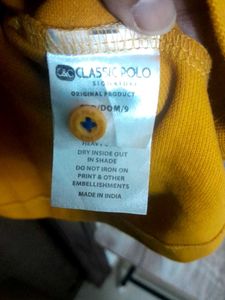 C&C CLASSIC POLO
SIGNATURE
ORIGINAL PRODUCT
/DOM/9
DRY INSIDE OUT
IN SHADE
DO NOT IRON ON
PRINT & OTHER
EMBELLISHMENTS
MADE IN INDIA